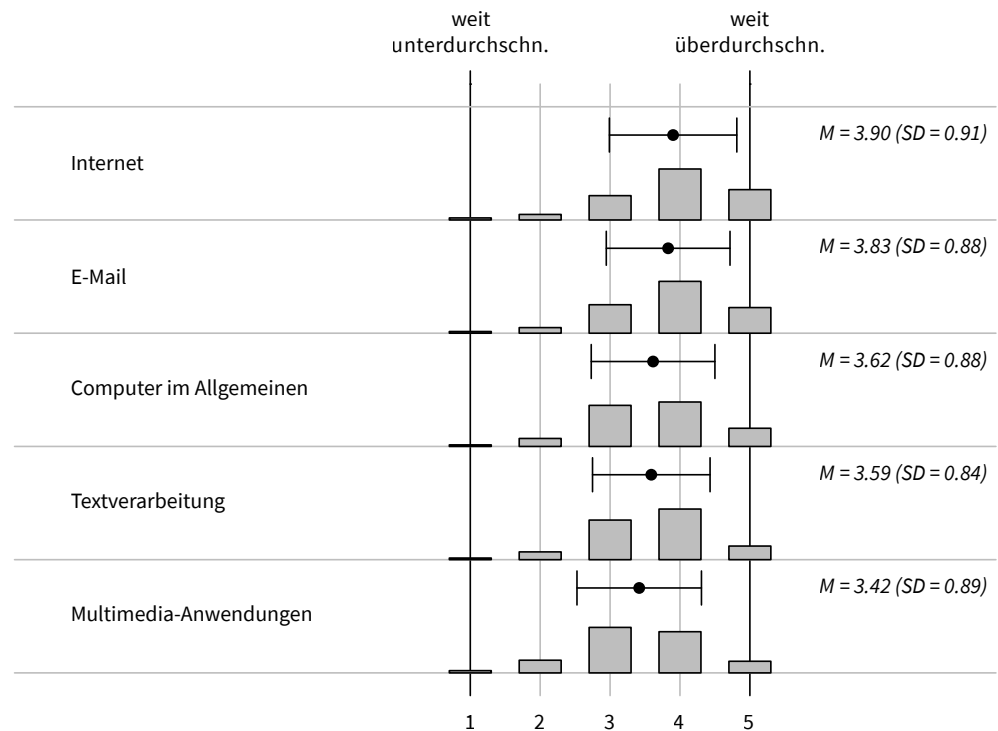 weit
unterdurchschn.
weit
überdurchschn.
Internet
M = 3.90 (SD = 0.91)
E-Mail
M = 3.83 (SD = 0.88)
Computer im Allgemeinen
M = 3.62 (SD = 0.88)
Textverarbeitung
M = 3.59 (SD = 0.84)
Multimedia-Anwendungen
M = 3.42 (SD = 0.89)
1 2 3 4 5